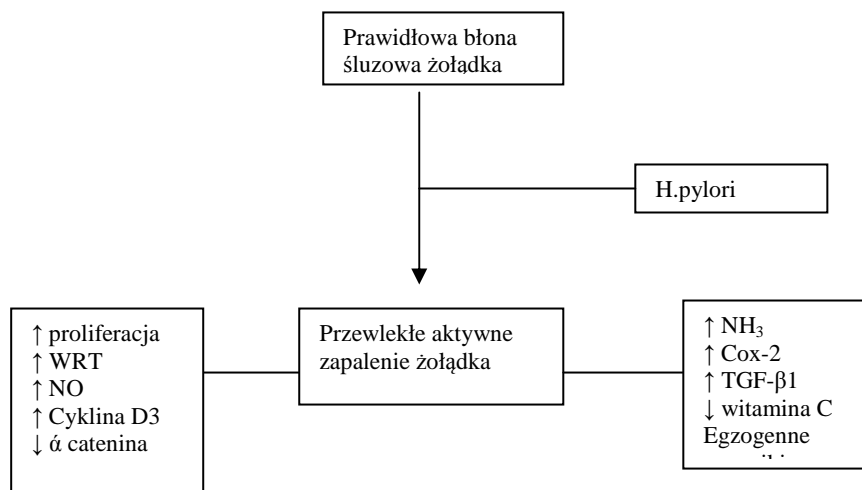 Prawidłowa błona
śluzowa żołądka
H.pylori
↑ proliferacja
↑ WRT
↑ NO
↑ Cyklina D3
↓ ά catenina
Przewlekłe aktywne
zapalenie żołądka
↑ NH₃
↑ Cox-2
↑ TGF-β1
↓ witamina C
Egzogenne